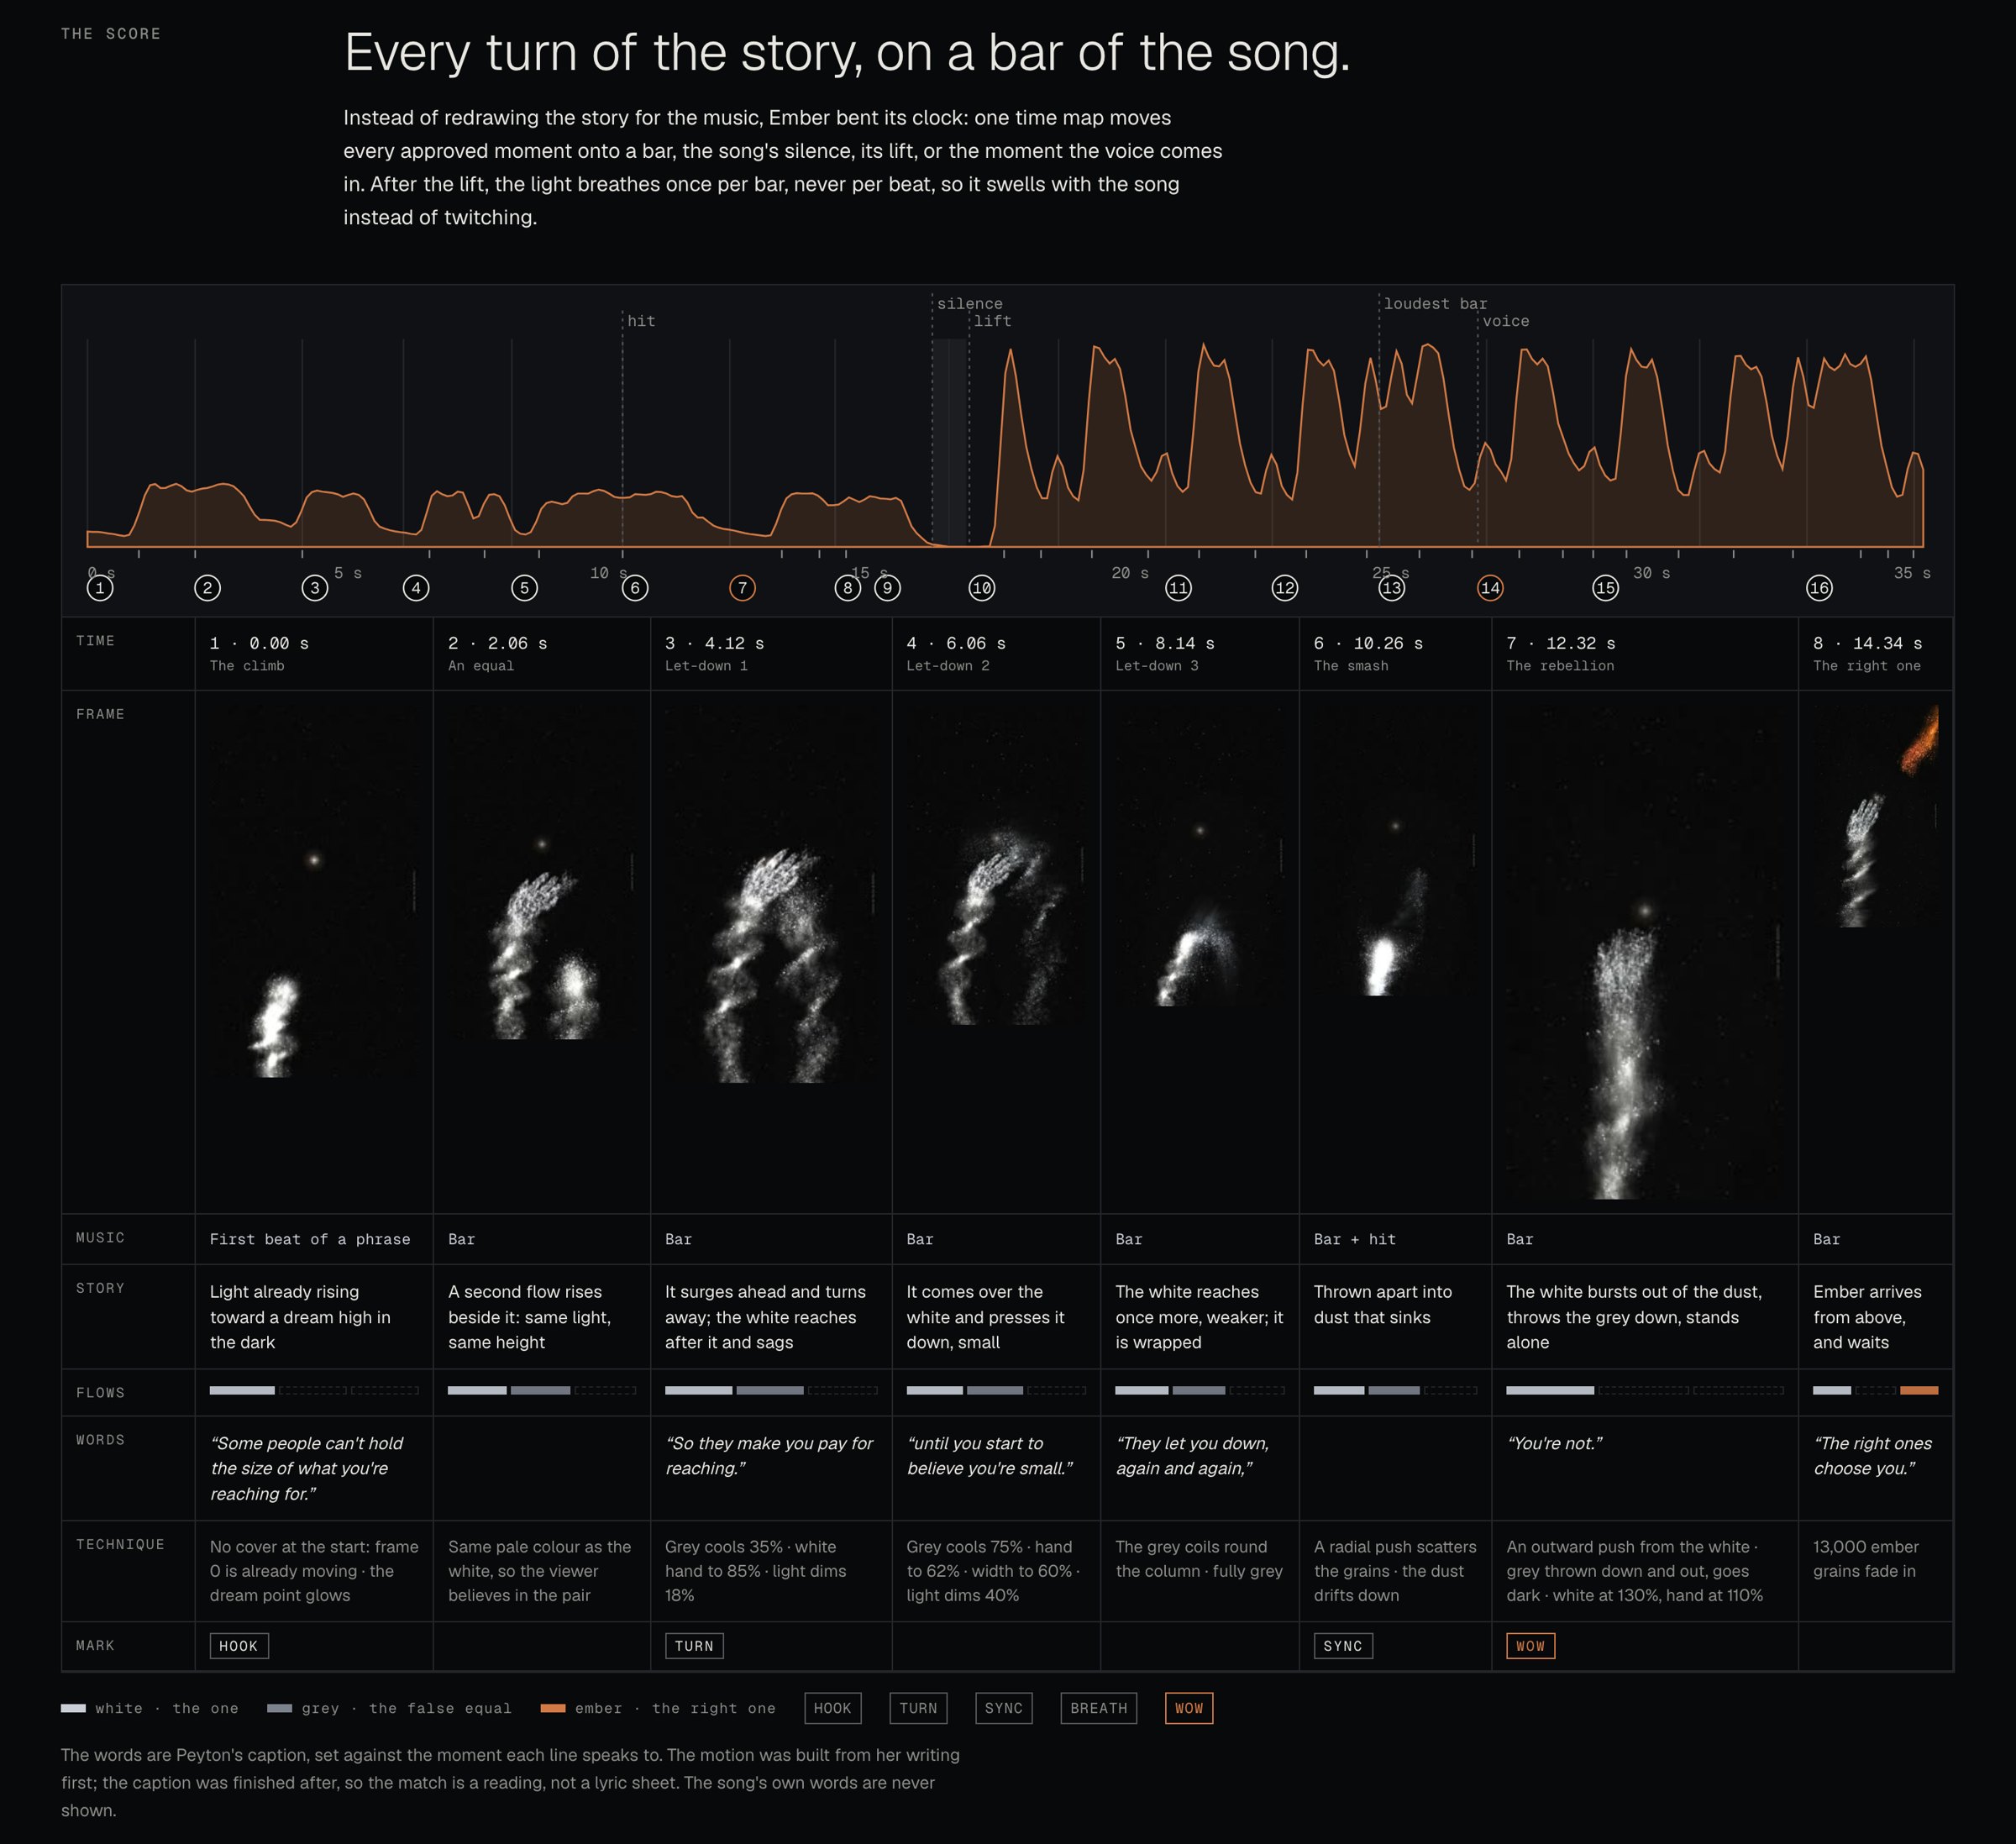 THE SCORE
Every turn of the story, on a bar of the song.
Instead of redrawing the story for the music, Ember bent its clock: one time map moves
every approved moment onto a bar, the song's silence, its lift, or the moment the voice comes
in. After the lift, the light breathes once per bar, never per beat, so it swells with the song
instead of twitching.
silence
loudest bar
hit
lift
voice
0 s
5 s
10 s
15 s
20 s
25 s
30 s
35 s
1
2
3
4
5
6
7
8
9
10
11
12
13
14
15
16
TIME
1 · 0.00 s
The climb
2 · 2.06 s
An equal
3 · 4.12 s
Let-down 1
4 · 6.06 s
Let-down 2
5 · 8.14 s
Let-down 3
6 · 10.26 s
The smash
7 · 12.32 s
The rebellion
8 · 14.34 s
The right one
FRAME
MUSIC
First beat of a phrase
Bar
Bar
Bar
Bar
Bar + hit
Bar
Bar
STORY
Light already rising
toward a dream high in
the dark
A second flow rises
beside it: same light,
same height
It surges ahead and turns
away; the white reaches
after it and sags
It comes over the
white and presses it
down, small
The white reaches
once more, weaker; it
is wrapped
Thrown apart into
dust that sinks
The white bursts out of the dust,
throws the grey down, stands
alone
Ember arrives
from above,
and waits
FLOWS
WORDS
“Some people can't hold
the size of what you're
reaching for.”
“So they make you pay for
reaching.”
“until you start to
believe you're small.”
“They let you down,
again and again,”
“You're not.”
“The right ones
choose you.”
TECHNIQUE
No cover at the start: frame
0 is already moving · the
dream point glows
Same pale colour as the
white, so the viewer
believes in the pair
Grey cools 35% · white
hand to 85% · light dims
18%
Grey cools 75% · hand
to 62% · width to 60% ·
light dims 40%
The grey coils round
the column · fully grey
A radial push scatters
the grains · the dust
drifts down
An outward push from the white ·
grey thrown down and out, goes
dark · white at 130%, hand at 110%
13,000 ember
grains fade in
MARK
HOOK
TURN
SYNC
WOW
white · the one
grey · the false equal
ember · the right one
HOOK
TURN
SYNC
BREATH
WOW
The words are Peyton's caption, set against the moment each line speaks to. The motion was built from her writing
first; the caption was finished after, so the match is a reading, not a lyric sheet. The song's own words are never
shown.